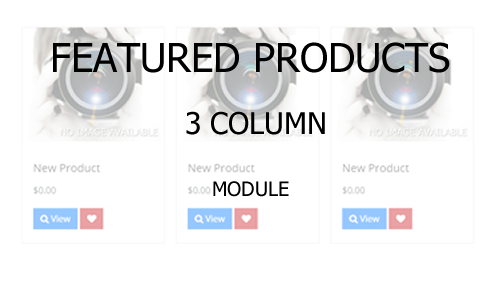 FEATURED PRODUCTS
3 COLUMN
NO IMAGE AVAILABLE NO IMAGE AVAILABLE NO IMAGE AVAILABLE
New Product New Product New Product
$0.00 $0.00 MODULE $0.00
View View View